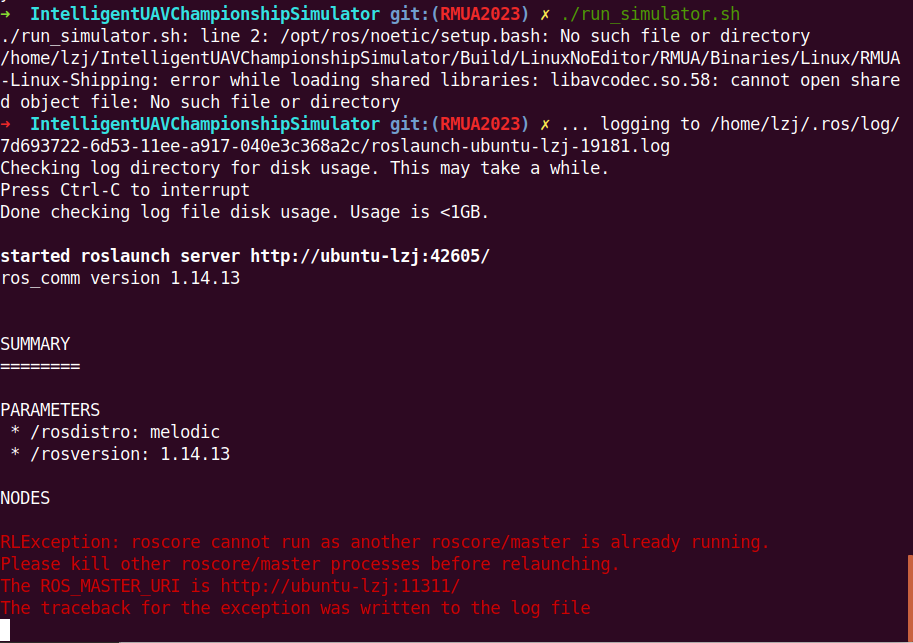 → IntelligentUAVChampionshipSimulator git:(RMUA2023) ✗ ./run_simulator.sh
./run_simulator.sh: line 2: /opt/ros/noetic/setup.bash: No such file or directory
/home/lzj/IntelligentUAVChampionshipSimulator/Build/LinuxNoEditor/RMUA/Binaries/Linux/RMUA
-Linux-Shipping: error while loading shared libraries: libavcodec.so.58: cannot open share
d object file: No such file or directory
→ IntelligentUAVChampionshipSimulator git:(RMUA2023) ✗ ... logging to /home/lzj/.ros/log/
7d693722-6d53-11ee-a917-040e3c368a2c/roslaunch-ubuntu-lzj-19181.log
Checking log directory for disk usage. This may take a while.
Press Ctrl-C to interrupt
Done checking log file disk usage. Usage is <1GB.
started roslaunch server http://ubuntu-lzj:42605/
ros_comm version 1.14.13
SUMMARY
========
PARAMETERS
* /rosdistro: melodic
* /rosversion: 1.14.13
NODES
RLException: roscore cannot run as another roscore/master is already running.
Please kill other roscore/master processes before relaunching.
The ROS_MASTER_URI is http://ubuntu-lzj:11311/
The traceback for the exception was written to the log file